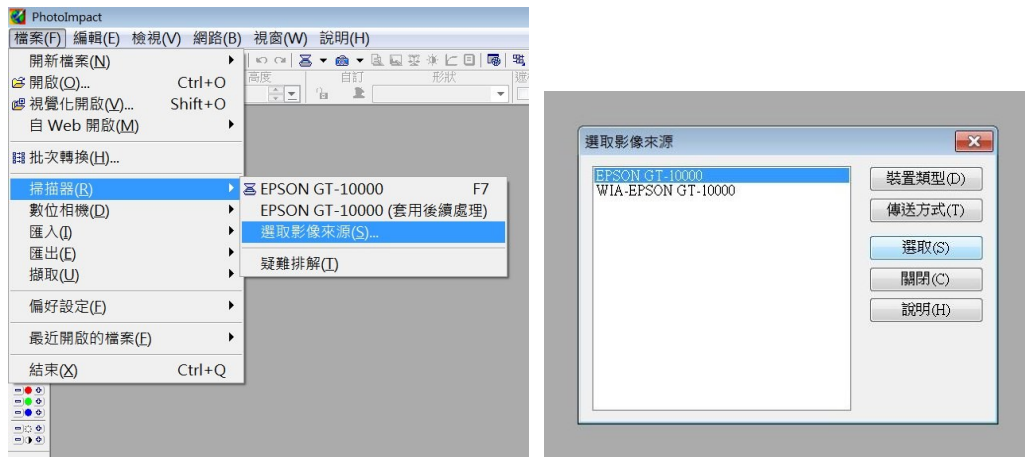 PhotoImpact
檔案(F) 編輯(E) 檢視(V) 網路(B) 視窗(W) 說明(H)
開新檔案(N)
開啟(O)... Ctrl+O
視覺化開啟(V)... Shift+O
自 Web 開啟(M)
批次轉換(H)...
掃描器(R)
數位相機(D)
匯入(I)
匯出(E)
擷取(U)
偏好設定(F)
最近開啟的檔案(F)
結束(X) Ctrl+Q
高度 自訂 形狀
EPSON GT-10000 F7
EPSON GT-10000 (套用後續處理)
選取影像來源(S)...
疑難排解(T)
選取影像來源
EPSON GT-10000
WIA-EPSON GT-10000
裝置類型(D)
傳送方式(T)
選取(S)
關閉(C)
說明(H)